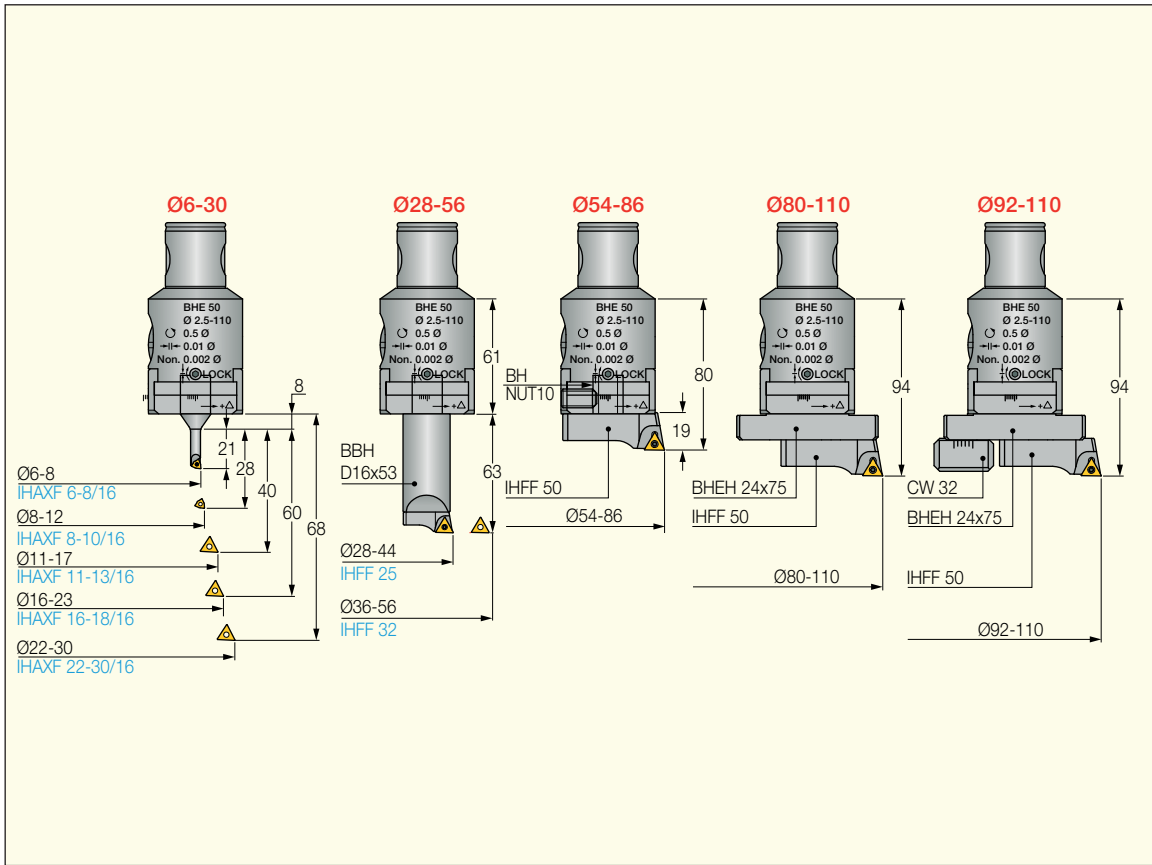 Ø6-30
BHE 50
Ø 2.5-110
0.5 Ø
0.01 Ø
Non. 0.002 Ø
LOCK
+
8
21
28
40
60
68
Ø6-8
IHAXF 6-8/16
Ø8-12
IHAXF 8-10/16
Ø11-17
IHAXF 11-13/16
Ø16-23
IHAXF 16-18/16
Ø22-30
IHAXF 22-30/16
Ø28-56
BHE 50
Ø 2.5-110
0.5 Ø
0.01 Ø
Non. 0.002 Ø
LOCK
+
61
63
BBH
D16x53
Ø28-44
IHFF 25
Ø36-56
IHFF 32
Ø54-86
BHE 50
Ø 2.5-110
0.5 Ø
0.01 Ø
Non. 0.002 Ø
LOCK
+
BH
NUT10
80
19
IHFF 50
Ø54-86
Ø80-110
BHE 50
Ø 2.5-110
0.5 Ø
0.01 Ø
Non. 0.002 Ø
LOCK
+
94
BHEH 24x75
IHFF 50
Ø80-110
Ø92-110
BHE 50
Ø 2.5-110
0.5 Ø
0.01 Ø
Non. 0.002 Ø
LOCK
+
94
CW 32
BHEH 24x75
IHFF 50
Ø92-110